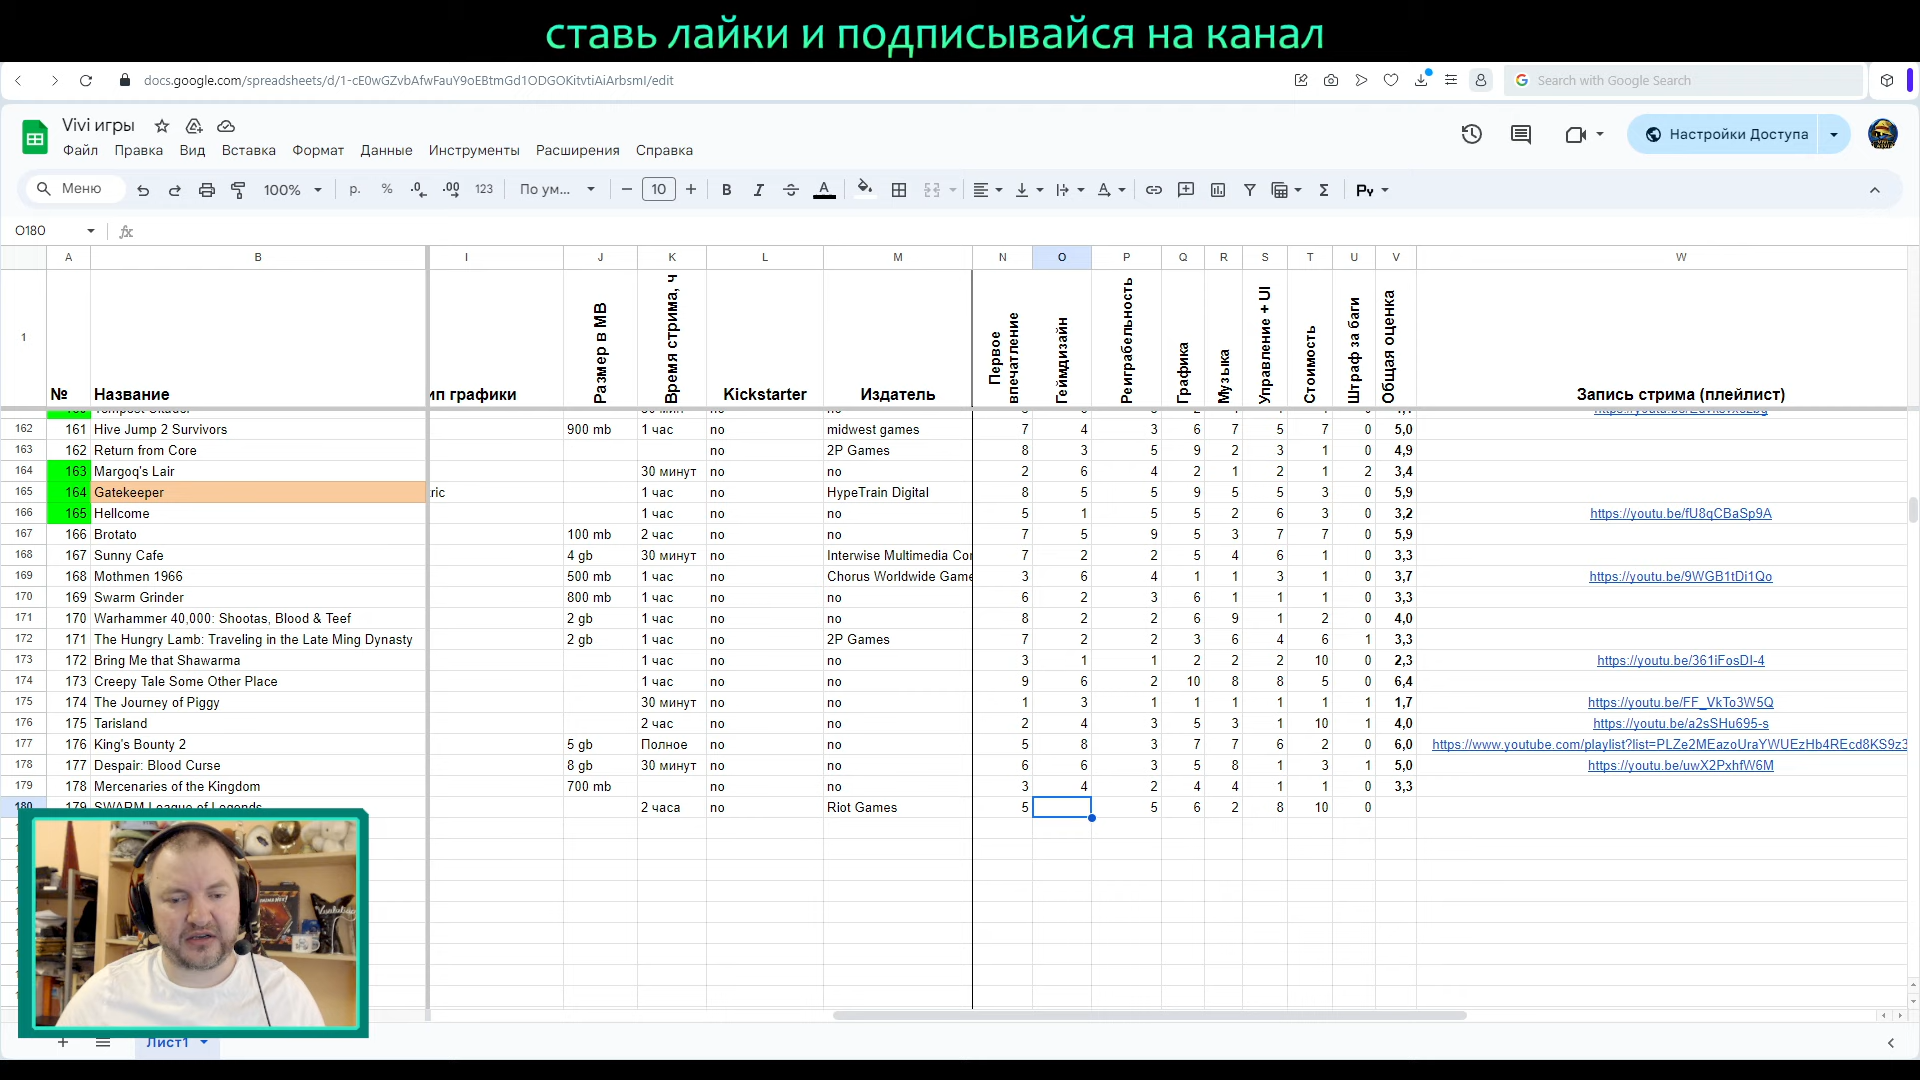 ставь лайки и подписывайся на канал
docs.google.com/spreadsheets/d/1-cE0wGZvbAfwFauY9oEBtmGd1ODGOKitvtiAiArbsmI/edit
Search with Google Search
Vivi игры
Файл Правка Вид Вставка Формат Данные Инструменты Расширения Справка
Настройки Доступа
Меню 100% р. % .0 .00 123 По ум... 10 B I A Σ Py
O180
A B I J K L M N O P Q R S T U V W
1 № Название ип графики Размер в MB Время стрима, ч Kickstarter Издатель Первое впечатление Геймдизайн Реиграбельность Графика Музыка Управление + UI Стоимость Штраф за баги Общая оценка Запись стрима (плейлист)
162 161 Hive Jump 2 Survivors 900 mb 1 час no midwest games 7 4 3 6 7 5 7 0 5,0
163 162 Return from Core no 2P Games 8 3 5 9 2 3 1 0 4,9
164 163 Margoq's Lair 30 минут no no 2 6 4 2 1 2 1 2 3,4
165 164 Gatekeeper ric 1 час no HypeTrain Digital 8 5 5 9 5 5 3 0 5,9
166 165 Hellcome 1 час no no 5 1 5 5 2 6 3 0 3,2 https://youtu.be/fU8qCBaSp9A
167 166 Brotato 100 mb 2 час no no 7 5 9 5 3 7 7 0 5,9
168 167 Sunny Cafe 4 gb 30 минут no Interwise Multimedia Cor 7 2 2 5 4 6 1 0 3,3
169 168 Mothmen 1966 500 mb 1 час no Chorus Worldwide Game 3 6 4 1 1 3 1 0 3,7 https://youtu.be/9WGB1tDi1Qo
170 169 Swarm Grinder 800 mb 1 час no no 6 2 3 6 1 1 1 0 3,3
171 170 Warhammer 40,000: Shootas, Blood & Teef 2 gb 1 час no no 8 2 2 6 9 1 2 0 4,0
172 171 The Hungry Lamb: Traveling in the Late Ming Dynasty 2 gb 1 час no 2P Games 7 2 2 3 6 4 6 1 3,3
173 172 Bring Me that Shawarma 1 час no no 3 1 1 2 2 2 10 0 2,3 https://youtu.be/361iFosDI-4
174 173 Creepy Tale Some Other Place 1 час no no 9 6 2 10 8 8 5 0 6,4
175 174 The Journey of Piggy 30 минут no no 1 3 1 1 1 1 1 1 1,7 https://youtu.be/FF_VkTo3W5Q
176 175 Tarisland 2 час no no 2 4 3 5 3 1 10 1 4,0 https://youtu.be/a2sSHu695-s
177 176 King's Bounty 2 5 gb Полное no no 5 8 3 7 7 6 2 0 6,0 https://www.youtube.com/playlist?list=PLZe2MEazoUraYWUEzHb4REcd8KS9z3
178 177 Despair: Blood Curse 8 gb 30 минут no no 6 6 3 5 8 1 3 1 5,0 https://youtu.be/uwX2PxhfW6M
179 178 Mercenaries of the Kingdom 700 mb no no 3 4 2 4 4 1 1 0 3,3
180 179 SWARM League of Legends 2 часа no Riot Games 5 5 6 2 8 10 0
Лист1